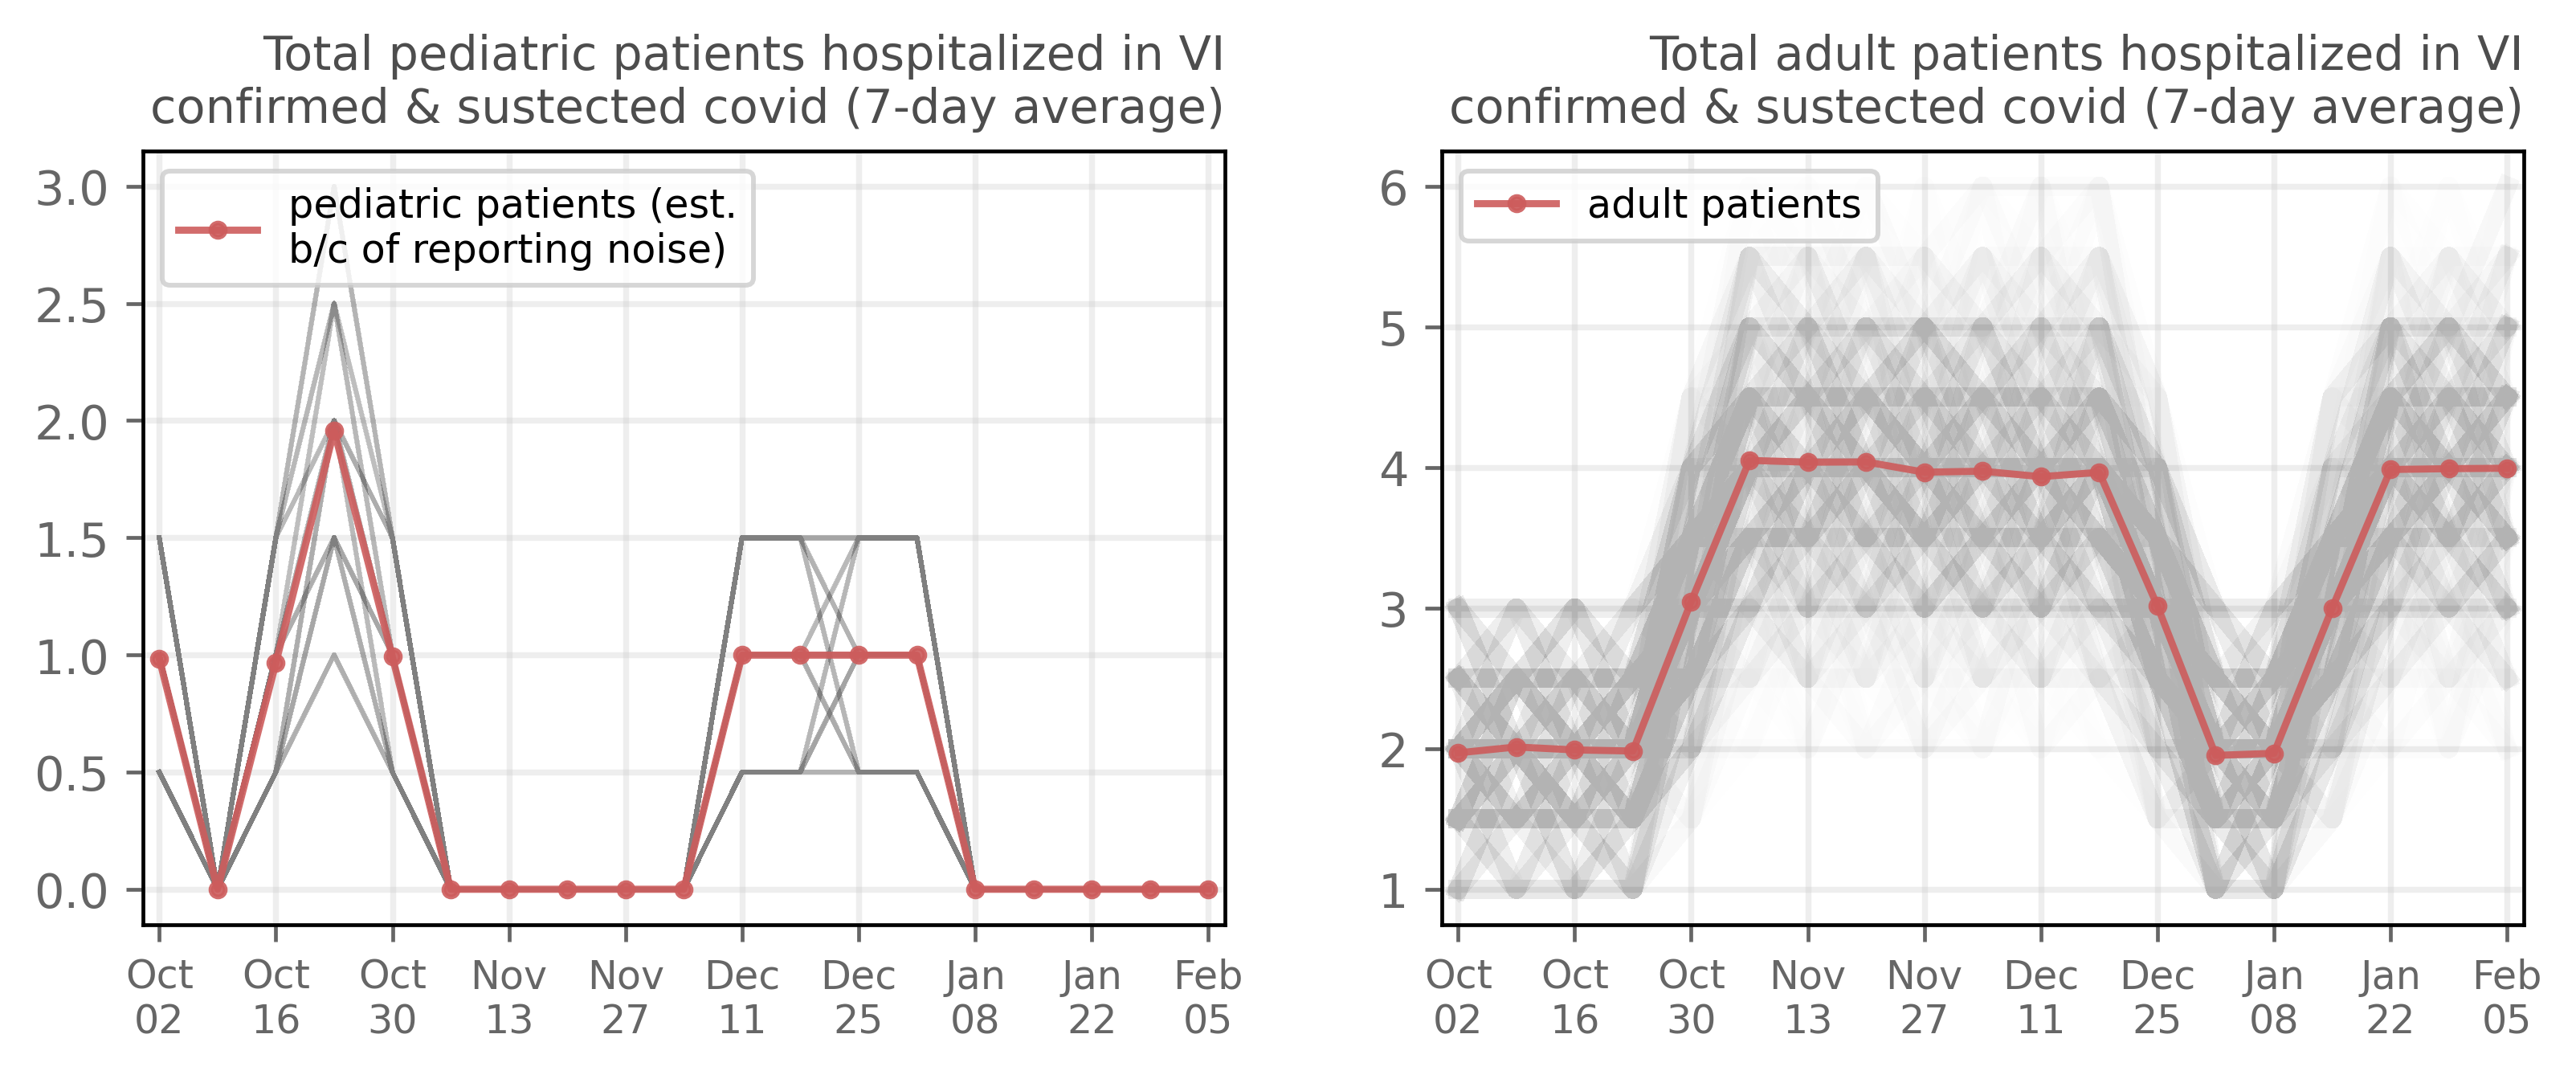 Total pediatric patients hospitalized in VI
confirmed & sustected covid (7-day average)
pediatric patients (est.
b/c of reporting noise)
3.0
2.5
2.0
1.5
1.0
0.5
0.0
Oct Oct Oct Nov Nov Dec Dec Jan Jan Feb
02 16 30 13 27 11 25 08 22 05
Total adult patients hospitalized in VI
confirmed & sustected covid (7-day average)
adult patients
6
5
4
3
2
1
Oct Oct Oct Nov Nov Dec Dec Jan Jan Feb
02 16 30 13 27 11 25 08 22 05